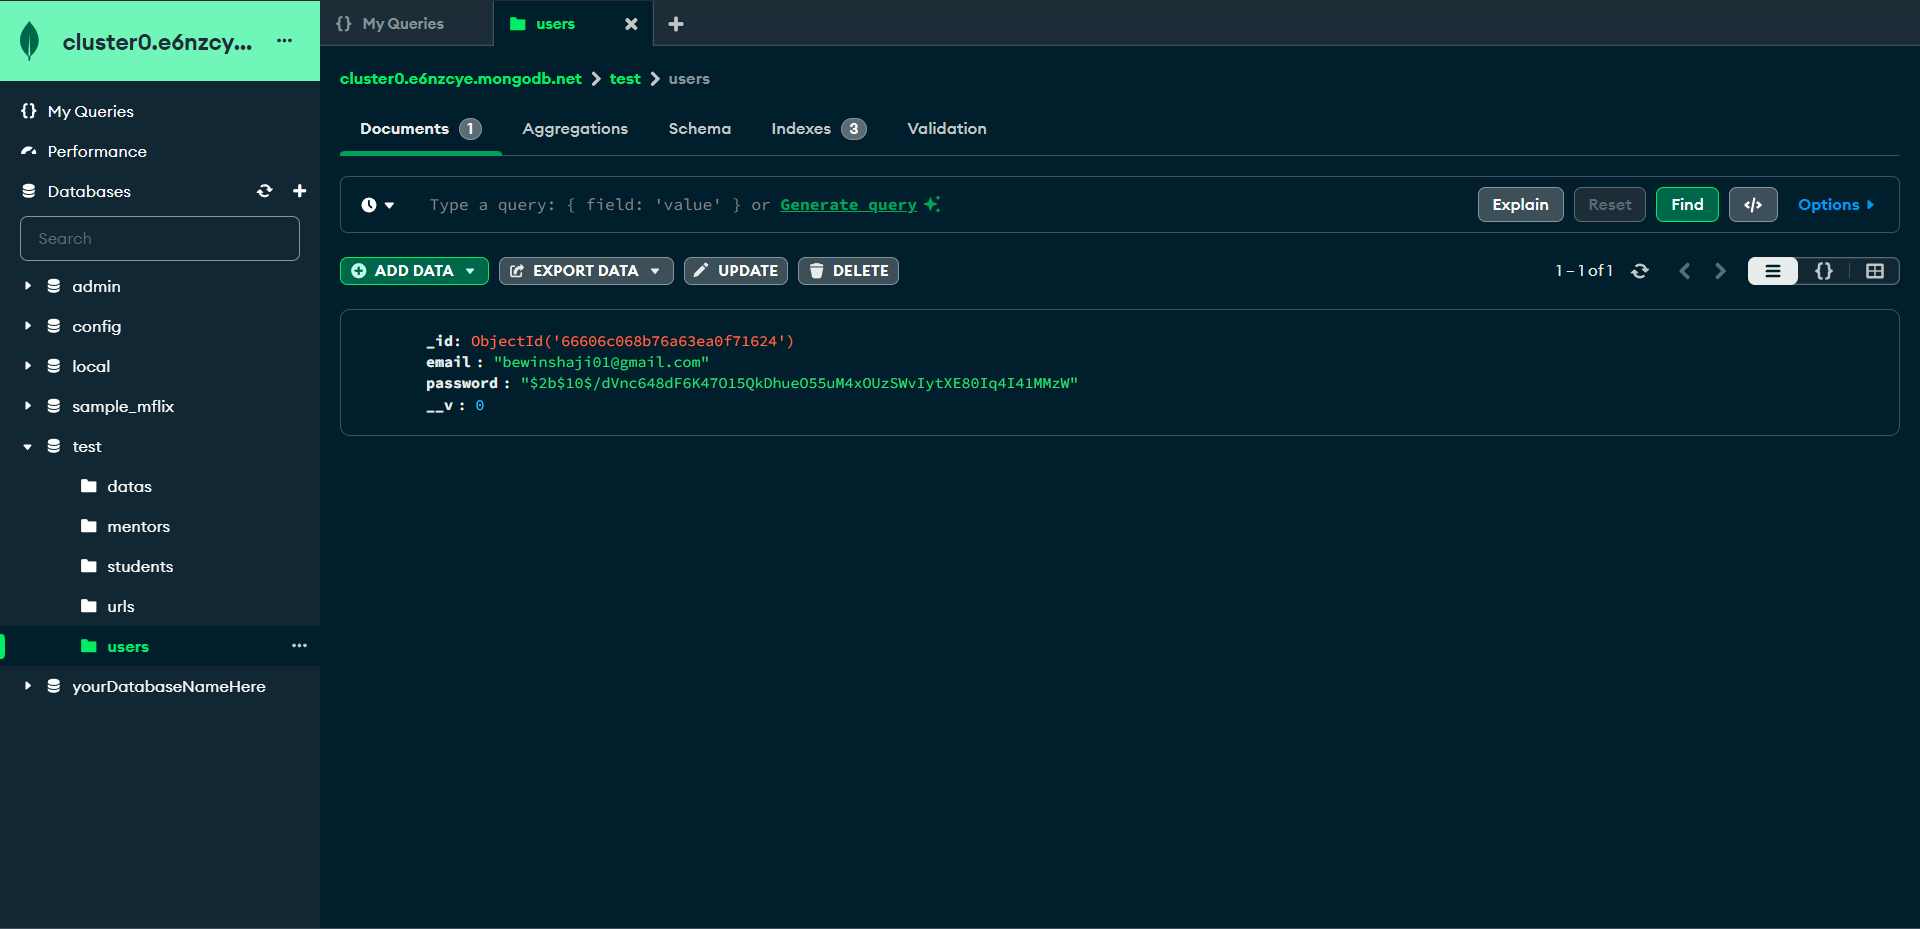 cluster0.e6nzcy... ...
My Queries
Performance
Databases
Search
admin
config
local
sample_mflix
test
datas
mentors
students
urls
users ...
yourDatabaseNameHere
{} My Queries
users
cluster0.e6nzcye.mongodb.net > test > users
Documents 1 Aggregations Schema Indexes 3 Validation
Type a query: { field: 'value' } or Generate query
Explain Reset Find </> Options
ADD DATA EXPORT DATA UPDATE DELETE
1 – 1 of 1 {}
_id: ObjectId('66606c068b76a63ea0f71624')
email : "bewinshaji01@gmail.com"
password : "$2b$10$/dVnc648dF6K47O15QkDhueO55uM4xOUzSWvIytXE80Iq4I41MMzW"
__v : 0